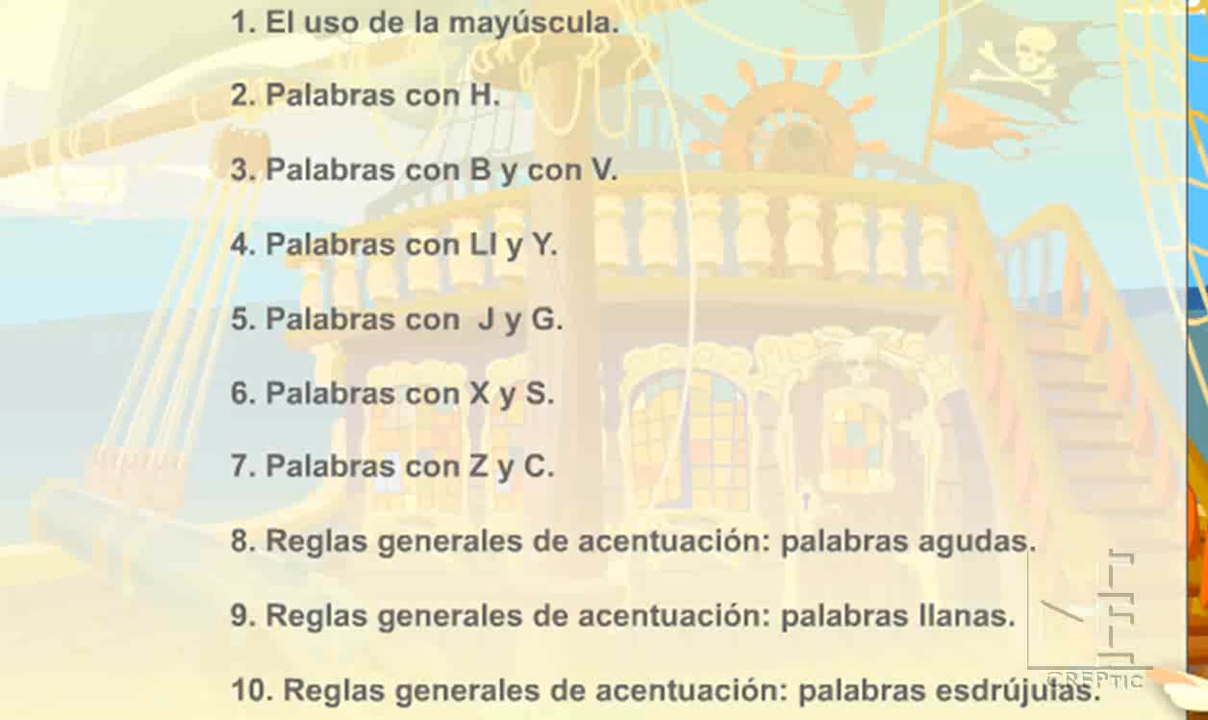 1. El uso de la mayúscula.
2. Palabras con H.
3. Palabras con B y con V.
4. Palabras con Ll y Y.
5. Palabras con J y G.
6. Palabras con X y S.
7. Palabras con Z y C.
8. Reglas generales de acentuación: palabras agudas.
9. Reglas generales de acentuación: palabras llanas.
10. Reglas generales de acentuación: palabras esdrújulas.
CREPTIC